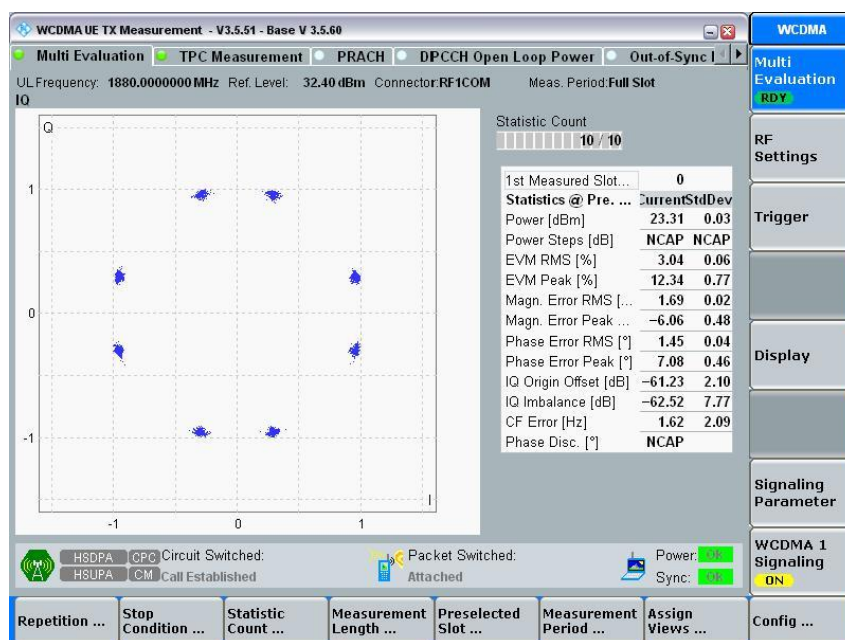 WCDMA UE TX Measurement - V3.5.51 - Base V 3.5.60
WCDMA
Multi Evaluation TPC Measurement PRACH DPCCH Open Loop Power Out-of-Sync
UL Frequency: 1880.0000000 MHz Ref. Level: 32.40 dBm Connector: RF1COM Meas. Period: Full Slot
IQ
Q
1
0
-1
-1 0 1
I
Statistic Count
10 / 10
1st Measured Slot... 0
Statistics @ Pre. ... Current StdDev
Power [dBm] 23.31 0.03
Power Steps [dB] NCAP NCAP
EVM RMS [%] 3.04 0.06
EVM Peak [%] 12.34 0.77
Magn. Error RMS [... 1.69 0.02
Magn. Error Peak ... −6.06 0.48
Phase Error RMS [°] 1.45 0.04
Phase Error Peak [°] 7.08 0.46
IQ Origin Offset [dB] −61.23 2.10
IQ Imbalance [dB] −62.52 7.77
CF Error [Hz] 1.62 2.09
Phase Disc. [°] NCAP
Multi
Evaluation
RDY
RF
Settings
Trigger
Display
Signaling
Parameter
WCDMA 1
Signaling
ON
HSDPA CPC Circuit Switched:
HSUPA CM Call Established
Packet Switched:
Attached
Power: OK
Sync: OK
Repetition ...
Stop
Condition ...
Statistic
Count ...
Measurement
Length ...
Preselected
Slot ...
Measurement
Period ...
Assign
Views ...
Config ...